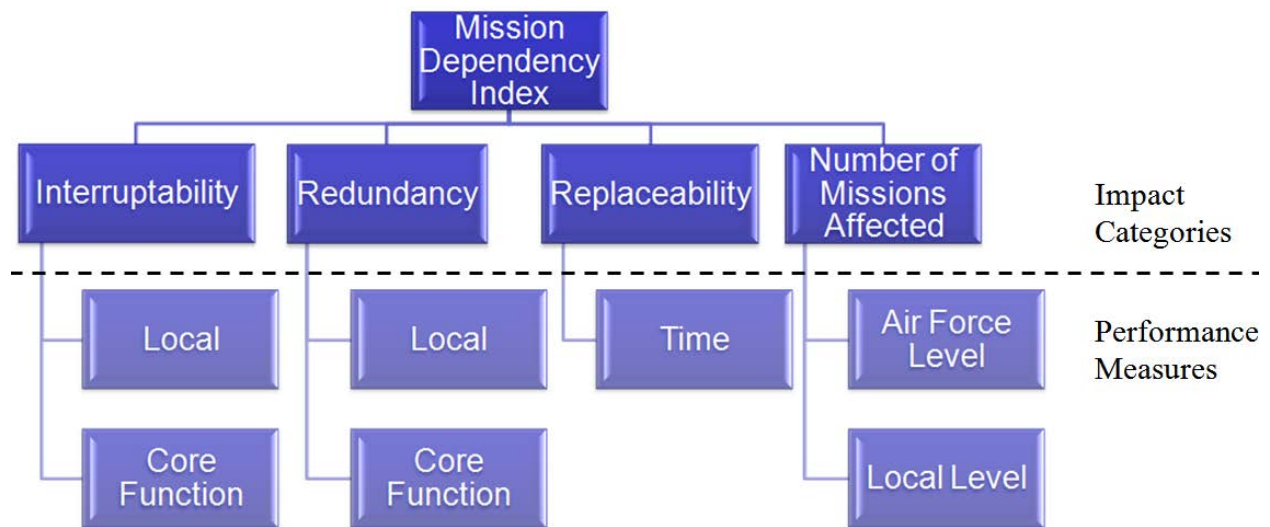 Mission
Dependency
Index
Interruptability
Redundancy
Replaceability
Number of
Missions
Affected
Impact
Categories
Local
Local
Time
Air Force
Level
Performance
Measures
Core
Function
Core
Function
Local Level